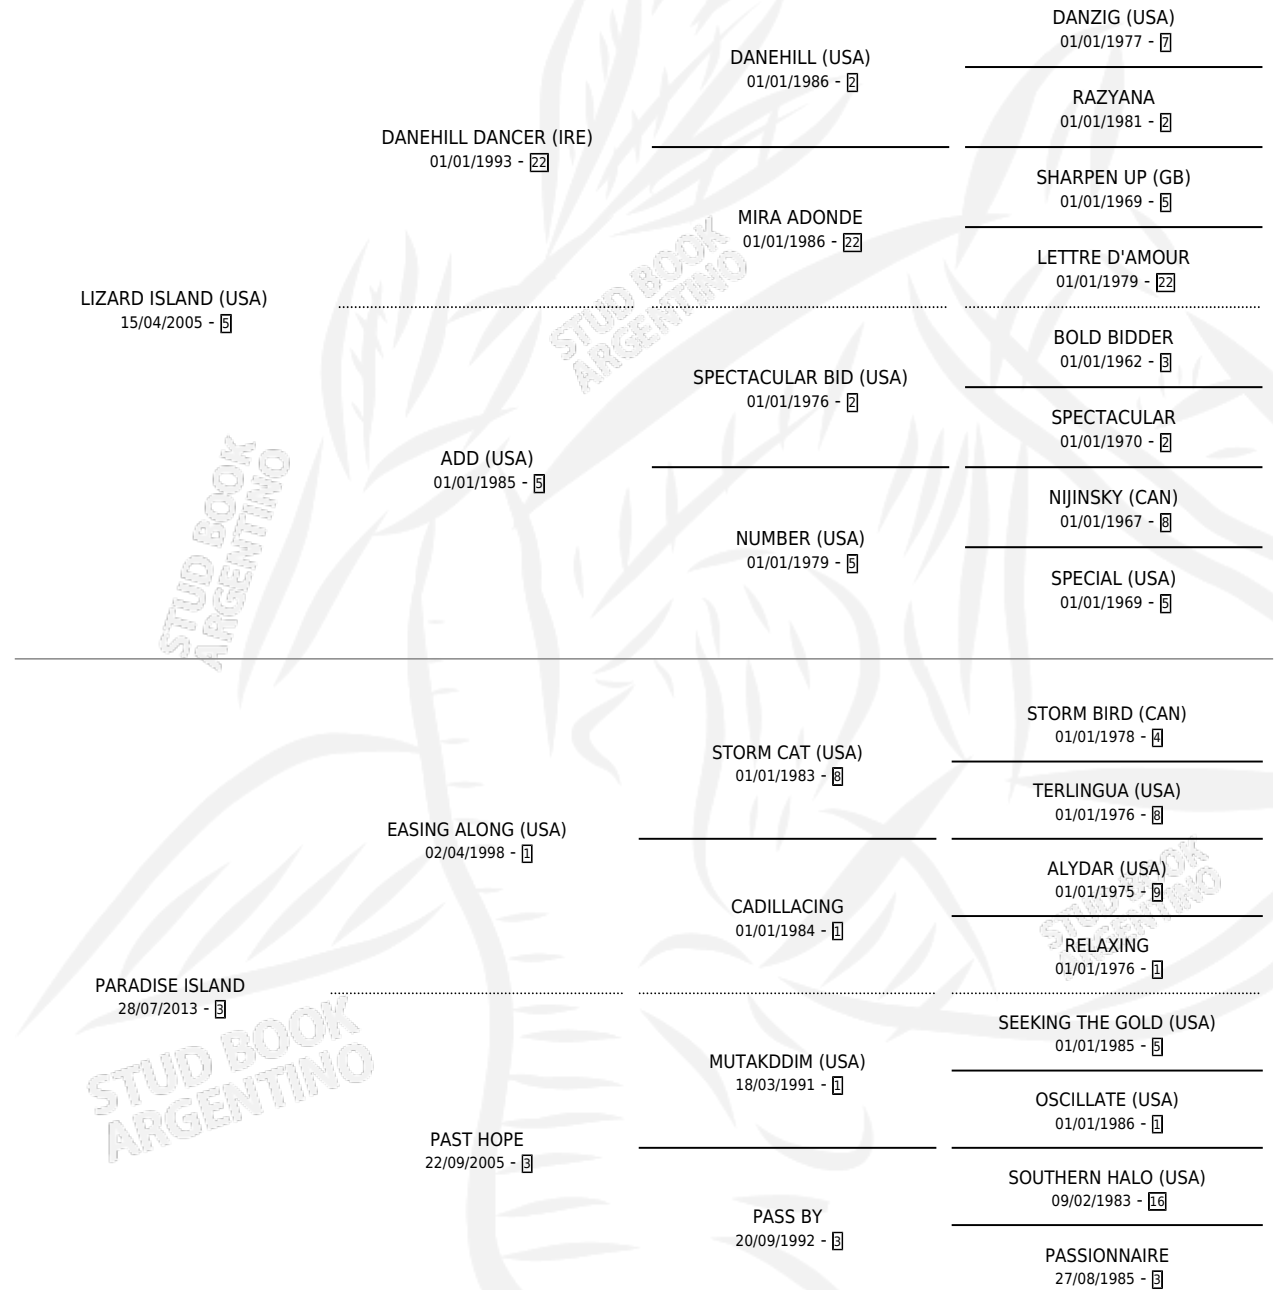 DANZIG (USA)
01/01/1977 - 7
DANEHILL (USA)
01/01/1986 - 2
RAZYANA
01/01/1981 - 2
DANEHILL DANCER (IRE)
01/01/1993 - 22
SHARPEN UP (GB)
01/01/1969 - 5
MIRA ADONDE
01/01/1986 - 22
LETTRE D'AMOUR
01/01/1979 - 22
LIZARD ISLAND (USA)
15/04/2005 - 5
BOLD BIDDER
01/01/1962 - 3
SPECTACULAR BID (USA)
01/01/1976 - 2
SPECTACULAR
01/01/1970 - 2
ADD (USA)
01/01/1985 - 5
NIJINSKY (CAN)
01/01/1967 - 8
NUMBER (USA)
01/01/1979 - 5
SPECIAL (USA)
01/01/1969 - 5
STORM BIRD (CAN)
01/01/1978 - 4
STORM CAT (USA)
01/01/1983 - 8
TERLINGUA (USA)
01/01/1976 - 8
EASING ALONG (USA)
02/04/1998 - 1
ALYDAR (USA)
01/01/1975 - 9
CADILLACING
01/01/1984 - 1
RELAXING
01/01/1976 - 1
PARADISE ISLAND
28/07/2013 - 3
SEEKING THE GOLD (USA)
01/01/1985 - 5
MUTAKDDIM (USA)
18/03/1991 - 1
OSCILLATE (USA)
01/01/1986 - 1
PAST HOPE
22/09/2005 - 3
SOUTHERN HALO (USA)
09/02/1983 - 16
PASS BY
20/09/1992 - 3
PASSIONNAIRE
27/08/1985 - 3
STUD BOOK
ARGENTINO
STUD BOOK
ARGENTINO
STUD BOOK
ARGENTINO
STUD BOOK
ARGENTINO